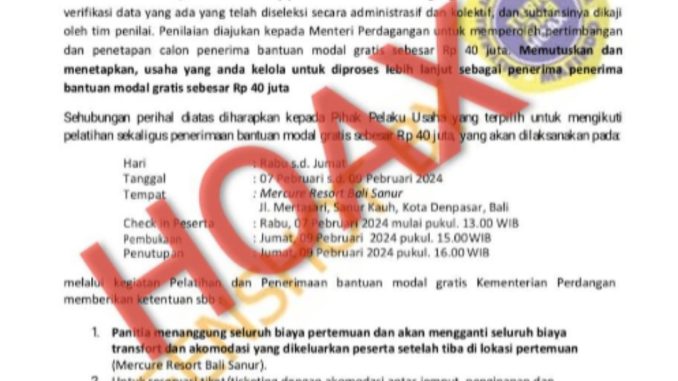 verifikasi data yang ada yang telah diseleksi secara administrasif dan kolektif, dan subtansinya dikaji
oleh tim penilai. Penilaian diajukan kepada Menteri Perdagangan untuk memperoleh pertimbangan
dan penetapan calon penerima bantuan modal gratis sebesar Rp 40 juta. Memutuskan dan
menetapkan, usaha yang anda kelola untuk diproses lebih lanjut sebagai penerima penerima
bantuan modal gratis sebesar Rp 40 juta
Sehubungan perihal diatas diharapkan kepada Pihak Pelaku Usaha yang terpilih untuk mengikuti
pelatihan sekaligus penerimaan bantuan modal gratis sebesar Rp 40 juta, yang akan dilaksanakan pada:
Hari : Rabu s.d. Jumat
Tanggal : 07 Pebruari s.d. 09 Pebruari 2024
Tempat : Mercure Resort Bali Sanur
Jl. Mertasari, Sanur Kauh, Kota Denpasar, Bali
Check in Peserta : Rabu, 07 Pebruari 2024 mulai pukul. 13.00 WIB
Pembukaan : Jumat, 09 Pebruari 2024 pukul. 15.00WIB
Penutupan : Jumat, 09 Pebruari 2024 pukul. 16.00 WIB
melalui kegiatan Pelatihan dan Penerimaan bantuan modal gratis Kementerian Perdangan
memberikan ketentuan sbb :
1. Panitia menanggung seluruh biaya pertemuan dan akan mengganti seluruh biaya
transfort dan akomodasi yang dikeluarkan peserta setelah tiba di lokasi pertemuan
(Mercure Resort Bali Sanur).
HOAX